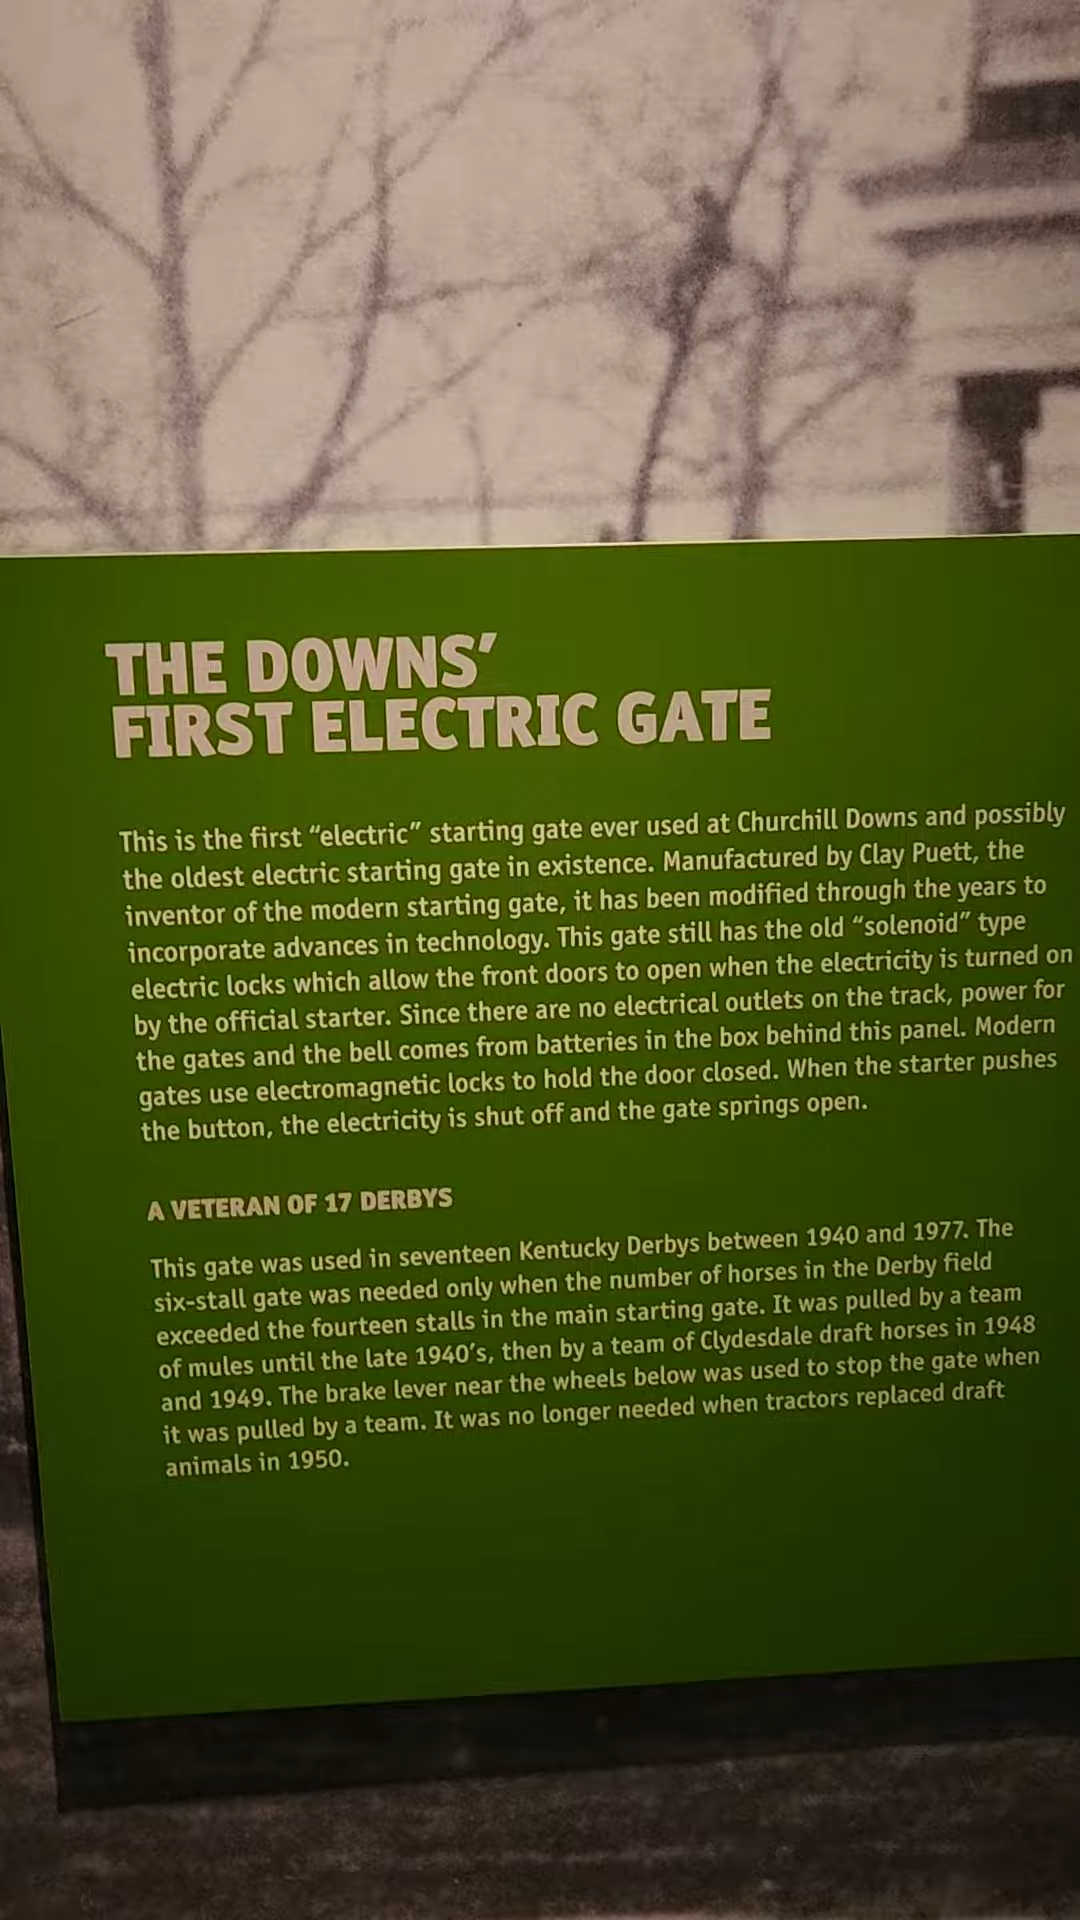 THE DOWNS’
FIRST ELECTRIC GATE
This is the first “electric” starting gate ever used at Churchill Downs and possibly
the oldest electric starting gate in existence. Manufactured by Clay Puett, the
inventor of the modern starting gate, it has been modified through the years to
incorporate advances in technology. This gate still has the old “solenoid” type
electric locks which allow the front doors to open when the electricity is turned on
by the official starter. Since there are no electrical outlets on the track, power for
the gates and the bell comes from batteries in the box behind this panel. Modern
gates use electromagnetic locks to hold the door closed. When the starter pushes
the button, the electricity is shut off and the gate springs open.
A VETERAN OF 17 DERBYS
This gate was used in seventeen Kentucky Derbys between 1940 and 1977. The
six-stall gate was needed only when the number of horses in the Derby field
exceeded the fourteen stalls in the main starting gate. It was pulled by a team
of mules until the late 1940’s, then by a team of Clydesdale draft horses in 1948
and 1949. The brake lever near the wheels below was used to stop the gate when
it was pulled by a team. It was no longer needed when tractors replaced draft
animals in 1950.